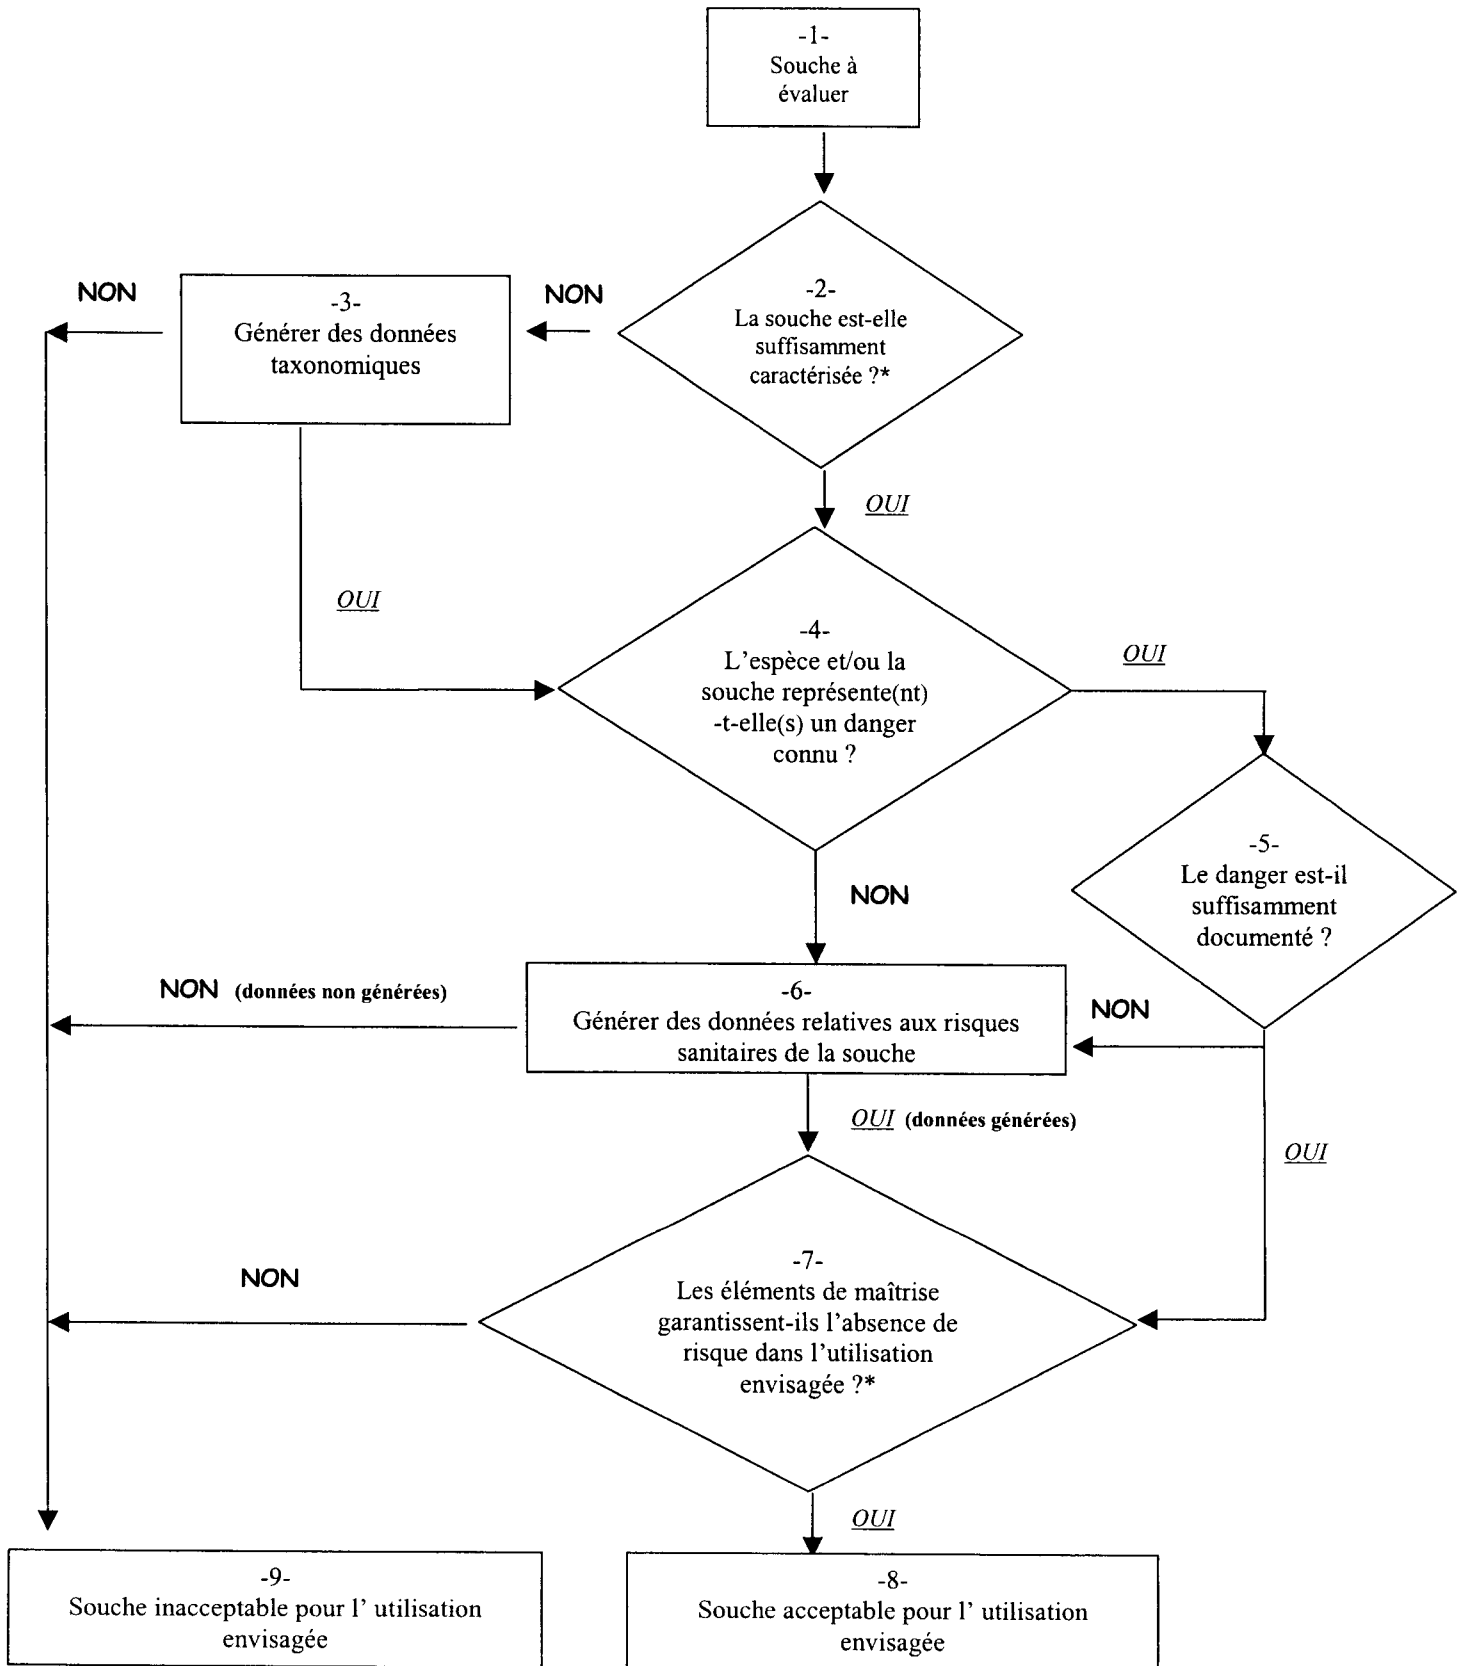 -1-
Souche à
évaluer
NON
-3-
Générer des données
taxonomiques
NON
-2-
La souche est-elle
suffisamment
caractérisée ?*
OUI
OUI
-4-
L'espèce et/ou la
souche représente(nt)
-t-elle(s) un danger
connu ?
OUI
-5-
Le danger est-il
suffisamment
documenté ?
NON
NON (données non générées)
-6-
Générer des données relatives aux risques
sanitaires de la souche
NON
OUI (données générées)
OUI
NON
-7-
Les éléments de maîtrise
garantissent-ils l'absence de
risque dans l'utilisation
envisagée ?*
OUI
-9-
Souche inacceptable pour l' utilisation
envisagée
-8-
Souche acceptable pour l' utilisation
envisagée